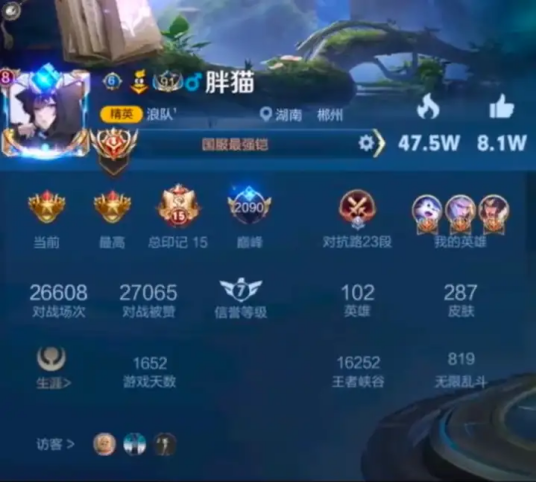 8 6 61 胖猫
精英 浪队¹ 湖南 郴州 47.5W 8.1W
国服最强铠
15 2090
当前 最高 总印记 15 巅峰 对抗路23段 我的英雄
26608 27065 7 102 287
对战场次 对战被赞 信誉等级 英雄 皮肤
1652 16252 819
生涯> 游戏天数 王者峡谷 无限乱斗
访客 >